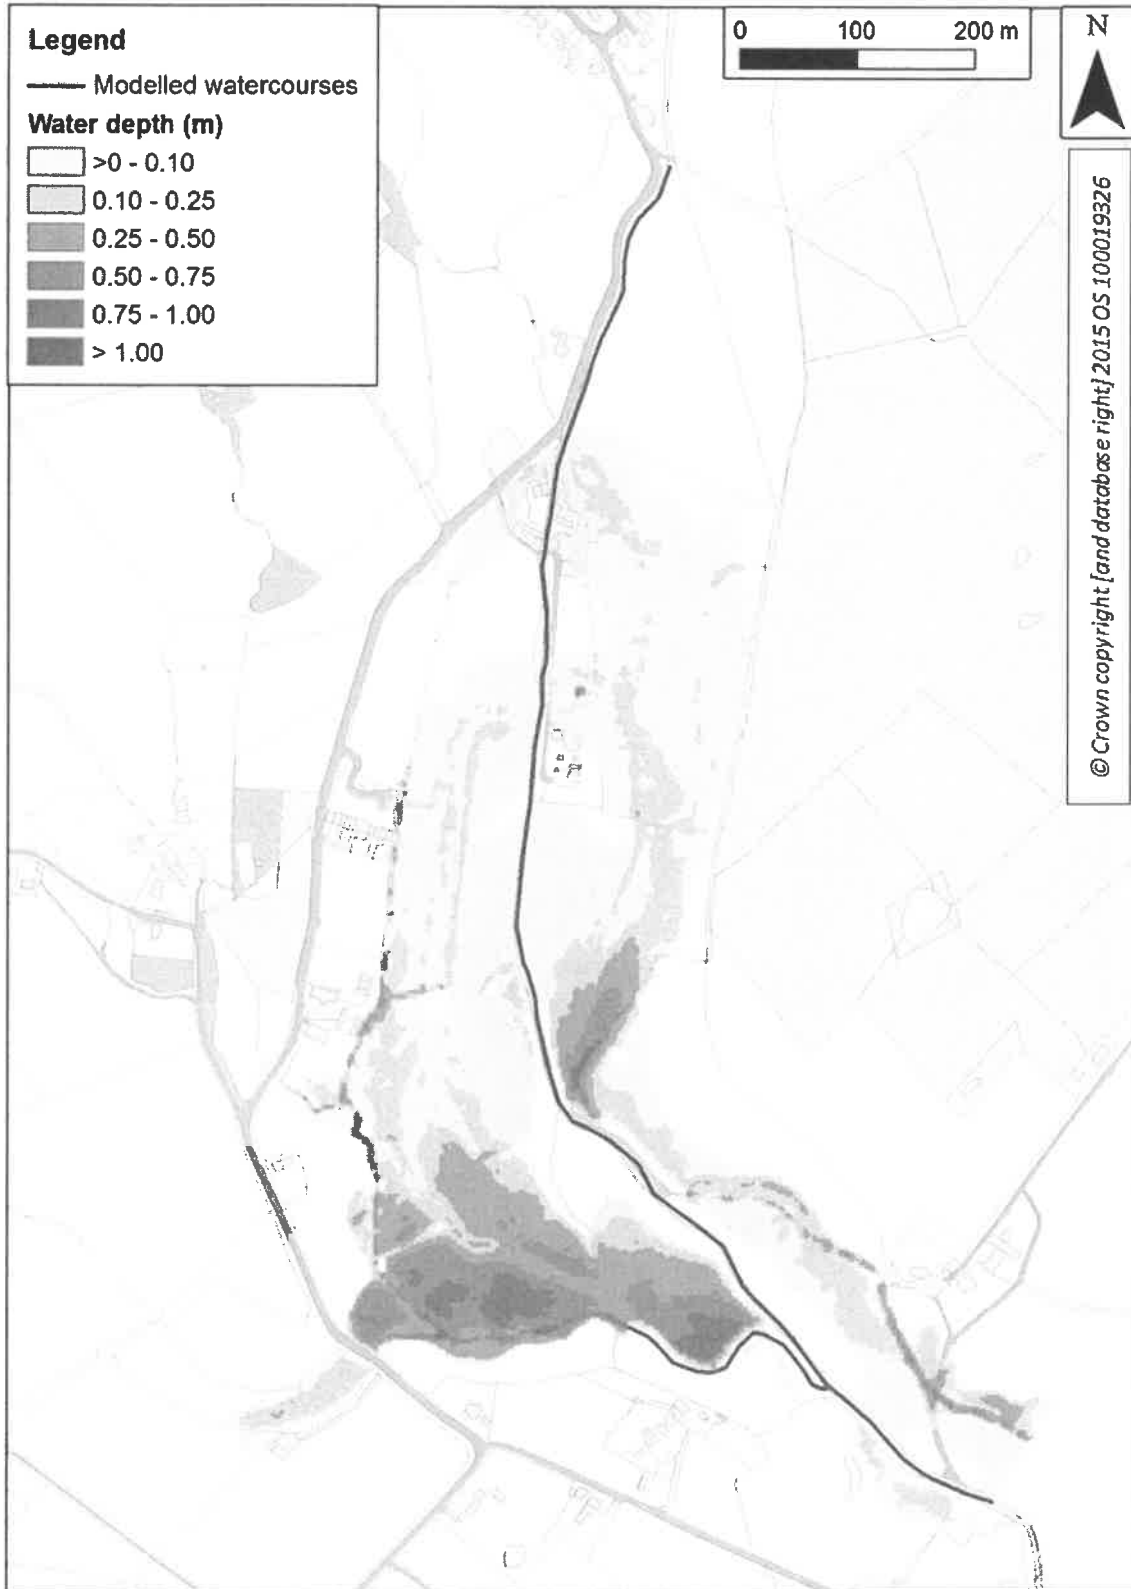 Legend
Modelled watercourses
Water depth (m)
>0 - 0.10
0.10 - 0.25
0.25 - 0.50
0.50 - 0.75
0.75 - 1.00
> 1.00
0 100 200 m
N
© Crown copyright [and database right] 2015 OS 100019326